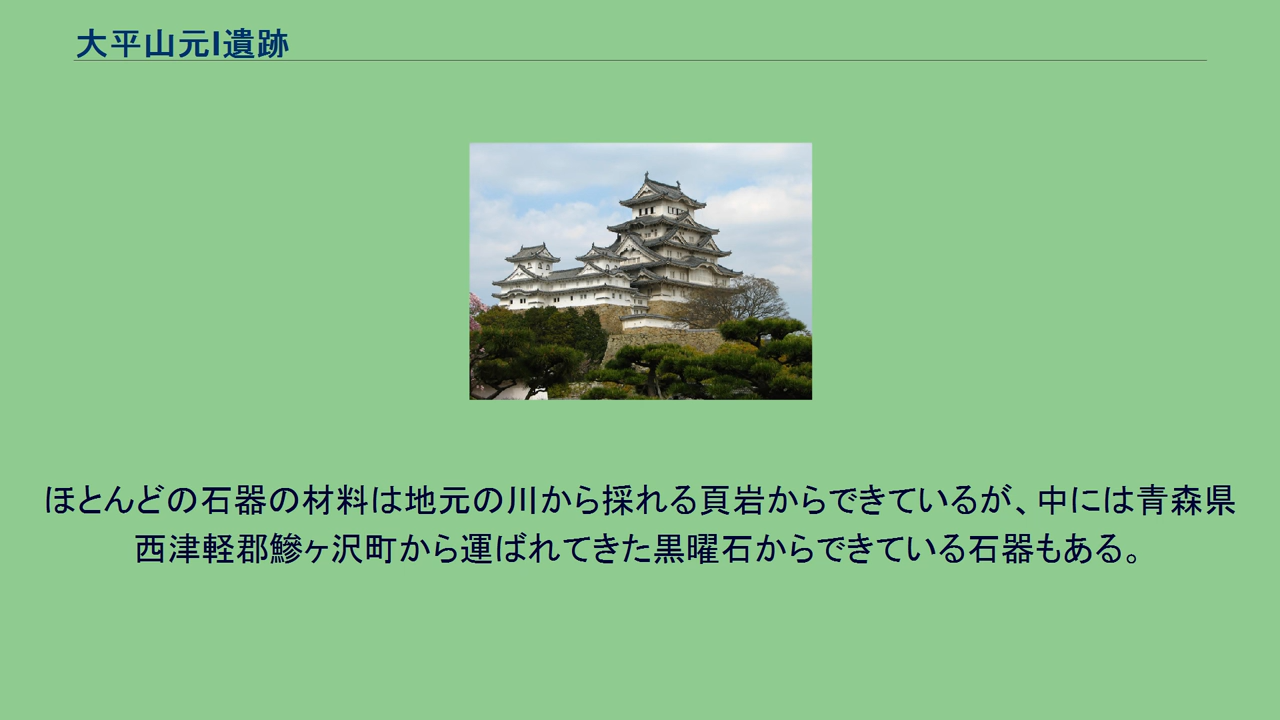 大平山元I遺跡
ほとんどの石器の材料は地元の川から採れる頁岩からできているが、中には青森県
西津軽郡鰺ヶ沢町から運ばれてきた黒曜石からできている石器もある。